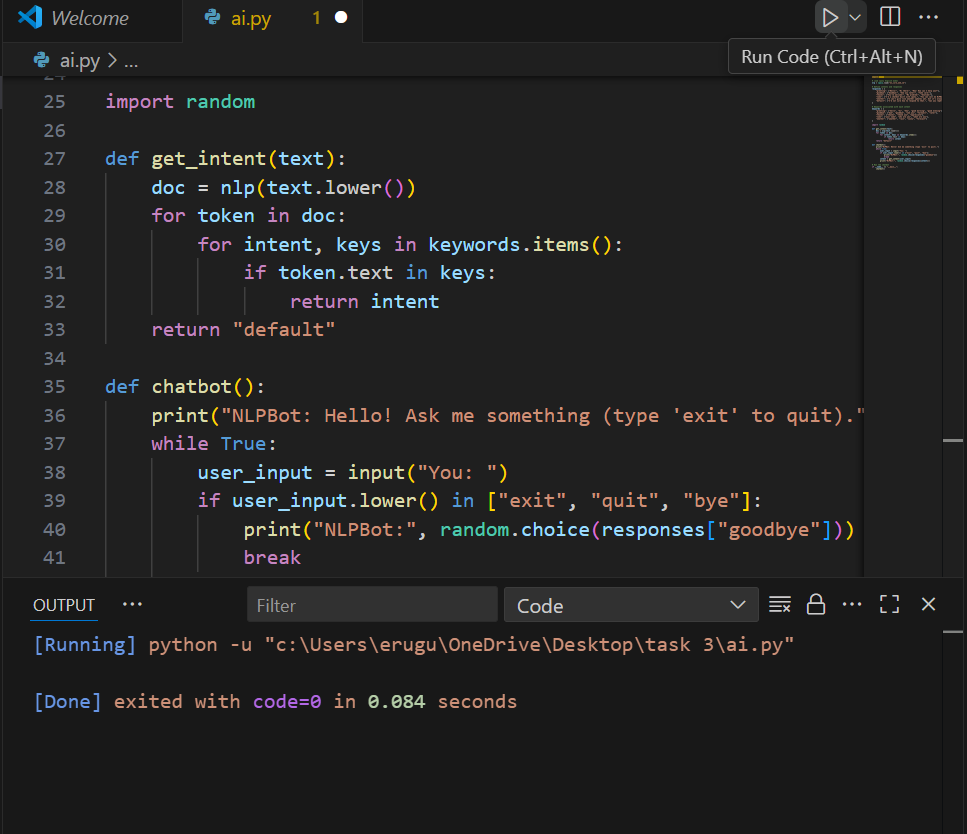 Welcome
ai.py 1
Run Code (Ctrl+Alt+N)
ai.py > ...
24
25 import random
26
27 def get_intent(text):
28     doc = nlp(text.lower())
29     for token in doc:
30         for intent, keys in keywords.items():
31             if token.text in keys:
32                 return intent
33     return "default"
34
35 def chatbot():
36     print("NLPBot: Hello! Ask me something (type 'exit' to quit)."
37     while True:
38         user_input = input("You: ")
39         if user_input.lower() in ["exit", "quit", "bye"]:
40             print("NLPBot:", random.choice(responses["goodbye"]))
41             break
OUTPUT ... Filter Code ...
[Running] python -u "c:\Users\erugu\OneDrive\Desktop\task 3\ai.py"
[Done] exited with code=0 in 0.084 seconds